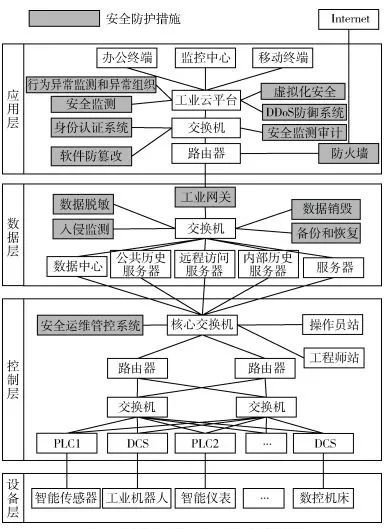 安全防护措施
Internet
应用层
办公终端
监控中心
移动终端
行为异常监测和异常组织
工业云平台
虚拟化安全
安全监测
DDoS防御系统
身份认证系统
交换机
安全监测审计
软件防篡改
路由器
防火墙
数据层
工业网关
数据脱敏
数据销毁
入侵监测
交换机
备份和恢复
数据中心
公共历史
服务器
远程访问
服务器
内部历史
服务器
服务器
控制层
安全运维管控系统
核心交换机
操作员站
工程师站
路由器
路由器
交换机
交换机
PLC1
DCS
PLC2
...
DCS
设备层
智能传感器
工业机器人
智能仪表
...
数控机床